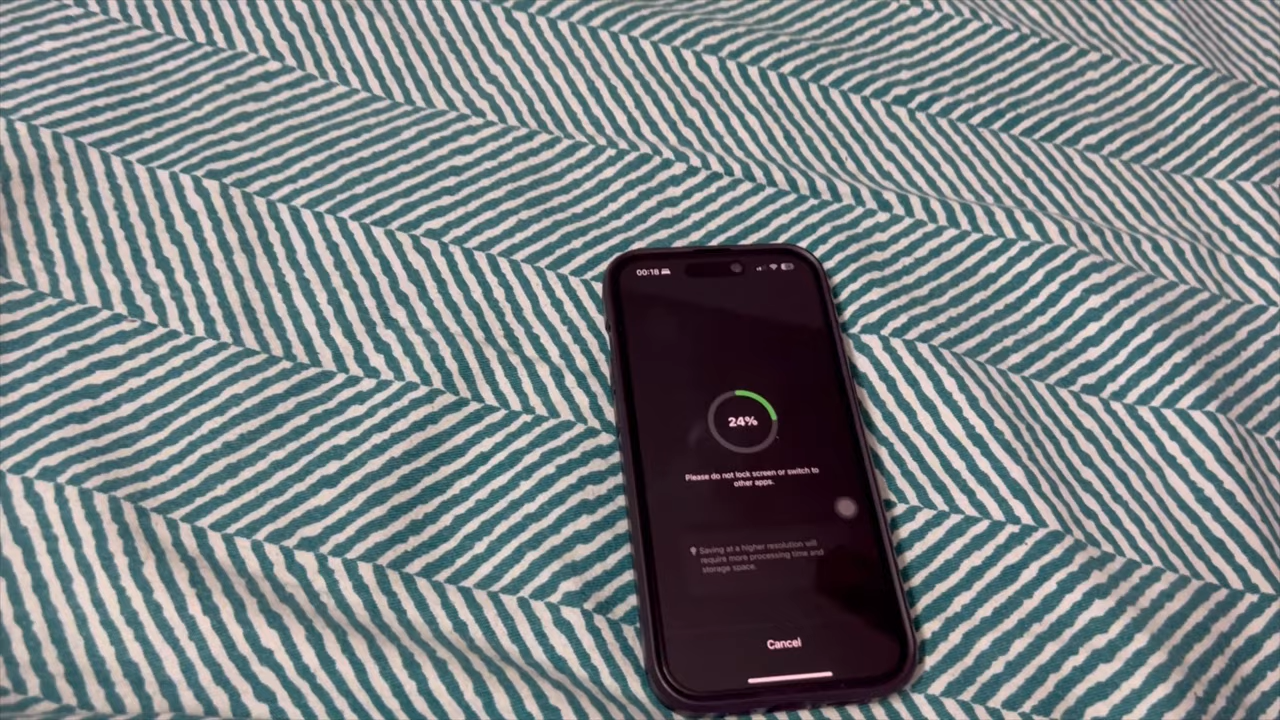 00:18
24%
Please do not lock screen or switch to
other apps.
Saving at a higher resolution will
require more processing time and
storage space.
Cancel